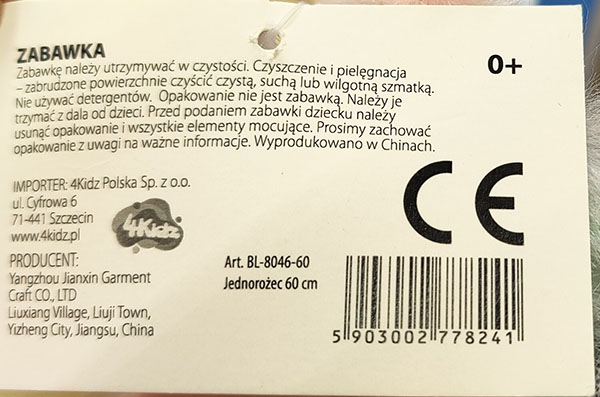 ZABAWKA
Zabawkę należy utrzymywać w czystości. Czyszczenie i pielęgnacja
– zabrudzone powierzchnie czyścić czystą, suchą lub wilgotną szmatką.
Nie używać detergentów. Opakowanie nie jest zabawką. Należy je
trzymać z dala od dzieci. Przed podaniem zabawki dziecku należy
usunąć opakowanie i wszystkie elementy mocujące. Prosimy zachować
opakowanie z uwagi na ważne informacje. Wyprodukowano w Chinach.
0+
CE
IMPORTER: 4Kidz Polska Sp. z o.o.
ul. Cyfrowa 6
71-441 Szczecin
www.4kidz.pl
4Kidz
PRODUCENT:
Yangzhou Jianxin Garment
Craft CO., LTD
Liuxiang Village, Liuji Town,
Yizheng City, Jiangsu, China
Art. BL-8046-60
Jednorożec 60 cm
5 903002 778241